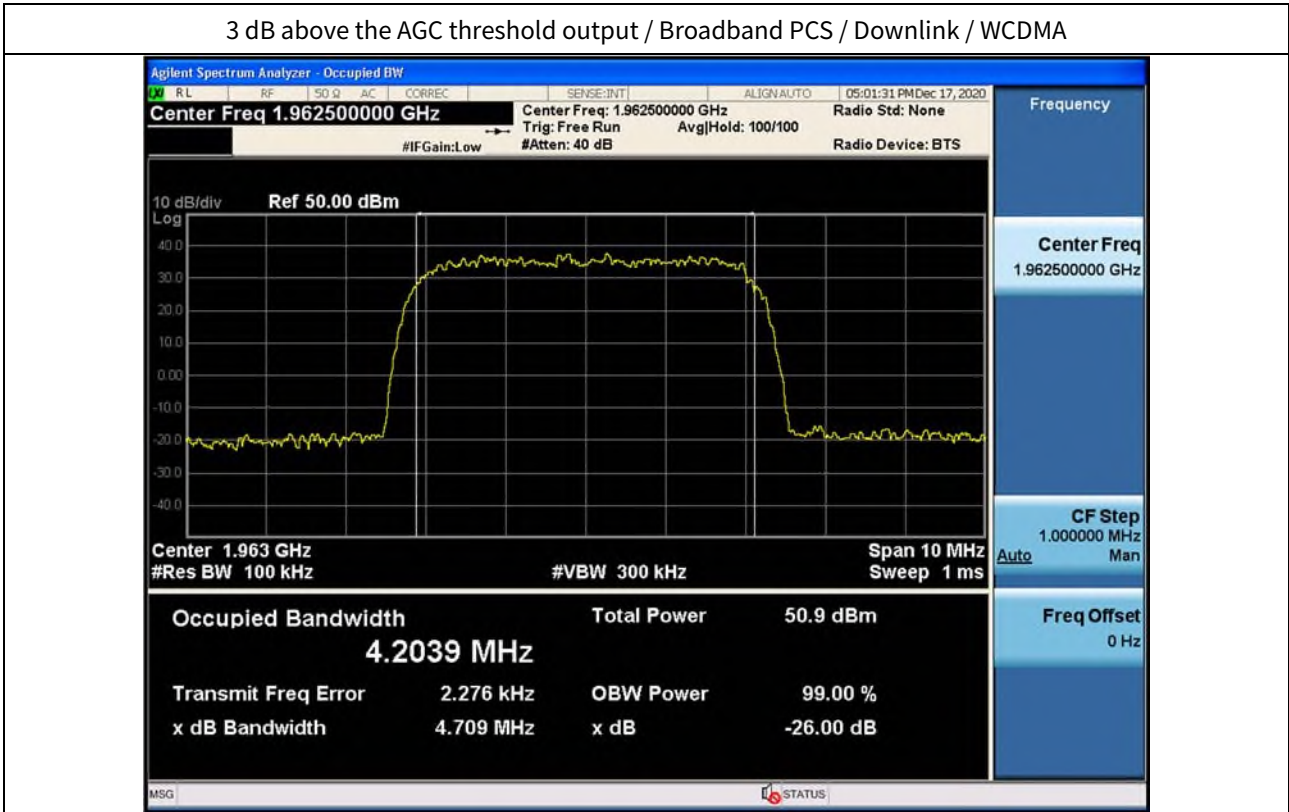 3 dB above the AGC threshold output / Broadband PCS / Downlink / WCDMA
Agilent Spectrum Analyzer - Occupied BW
RL RF 50 Ω AC CORREC SENSE:INT ALIGNAUTO 05:01:31 PM Dec 17, 2020
Center Freq 1.962500000 GHz
Center Freq: 1.962500000 GHz Radio Std: None
Trig: Free Run Avg|Hold: 100/100
#IFGain:Low #Atten: 40 dB Radio Device: BTS
10 dB/div Ref 50.00 dBm
Log
40.0
30.0
20.0
10.0
0.00
-10.0
-20.0
-30.0
-40.0
Center 1.963 GHz Span 10 MHz
#Res BW 100 kHz #VBW 300 kHz Sweep 1 ms
Occupied Bandwidth Total Power 50.9 dBm
4.2039 MHz
Transmit Freq Error 2.276 kHz OBW Power 99.00 %
x dB Bandwidth 4.709 MHz x dB -26.00 dB
MSG STATUS
Frequency
Center Freq
1.962500000 GHz
CF Step
1.000000 MHz
Auto Man
Freq Offset
0 Hz